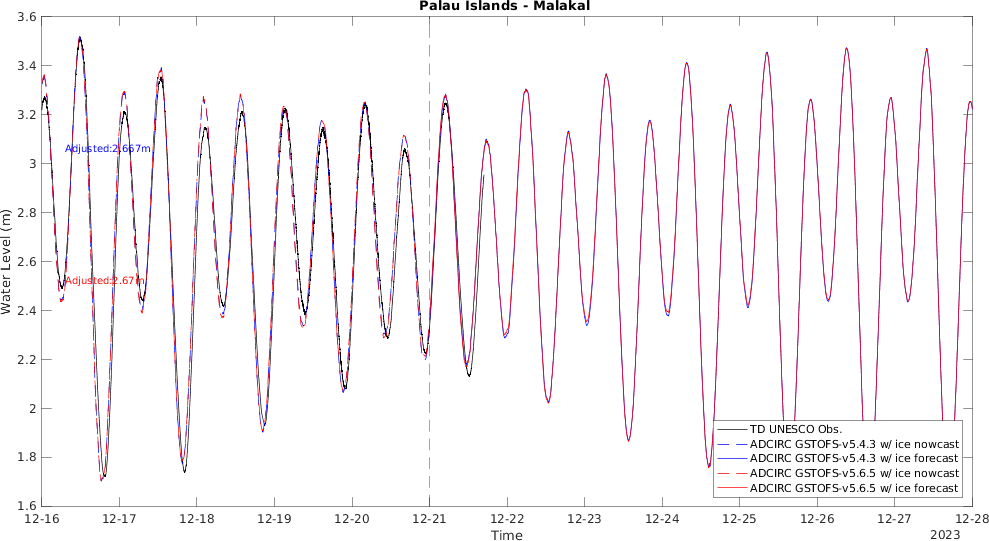 Palau Islands - Malakal
3.6
3.4
3.2
3
2.8
2.6
2.4
2.2
2
1.8
1.6
Water Level (m)
Adjusted:2.667m
Adjusted:2.67m
TD UNESCO Obs.
ADCIRC GSTOFS-v5.4.3 w/ ice nowcast
ADCIRC GSTOFS-v5.4.3 w/ ice forecast
ADCIRC GSTOFS-v5.6.5 w/ ice nowcast
ADCIRC GSTOFS-v5.6.5 w/ ice forecast
12-16 12-17 12-18 12-19 12-20 12-21 12-22 12-23 12-24 12-25 12-26 12-27 12-28
Time
2023